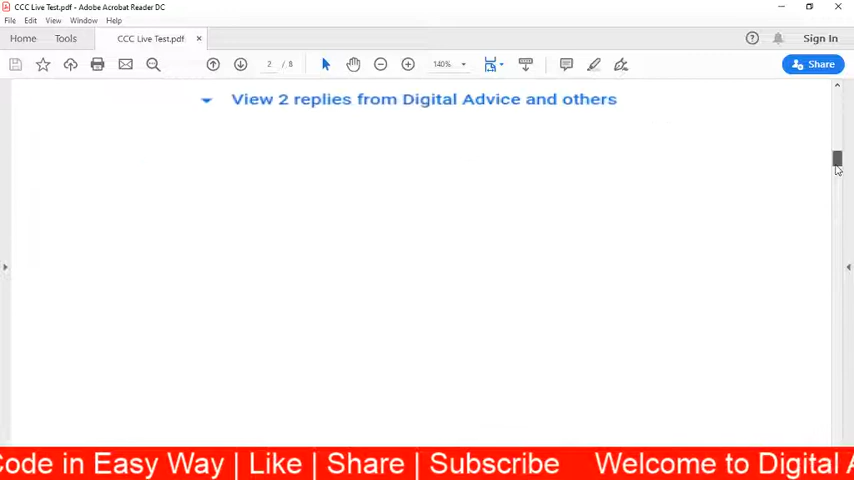 CCC Live Test.pdf - Adobe Acrobat Reader DC
File Edit View Window Help
Home Tools CCC Live Test.pdf × Sign In
2 / 8 140% Share
View 2 replies from Digital Advice and others
Code in Easy Way | Like | Share | Subscribe Welcome to Digital A